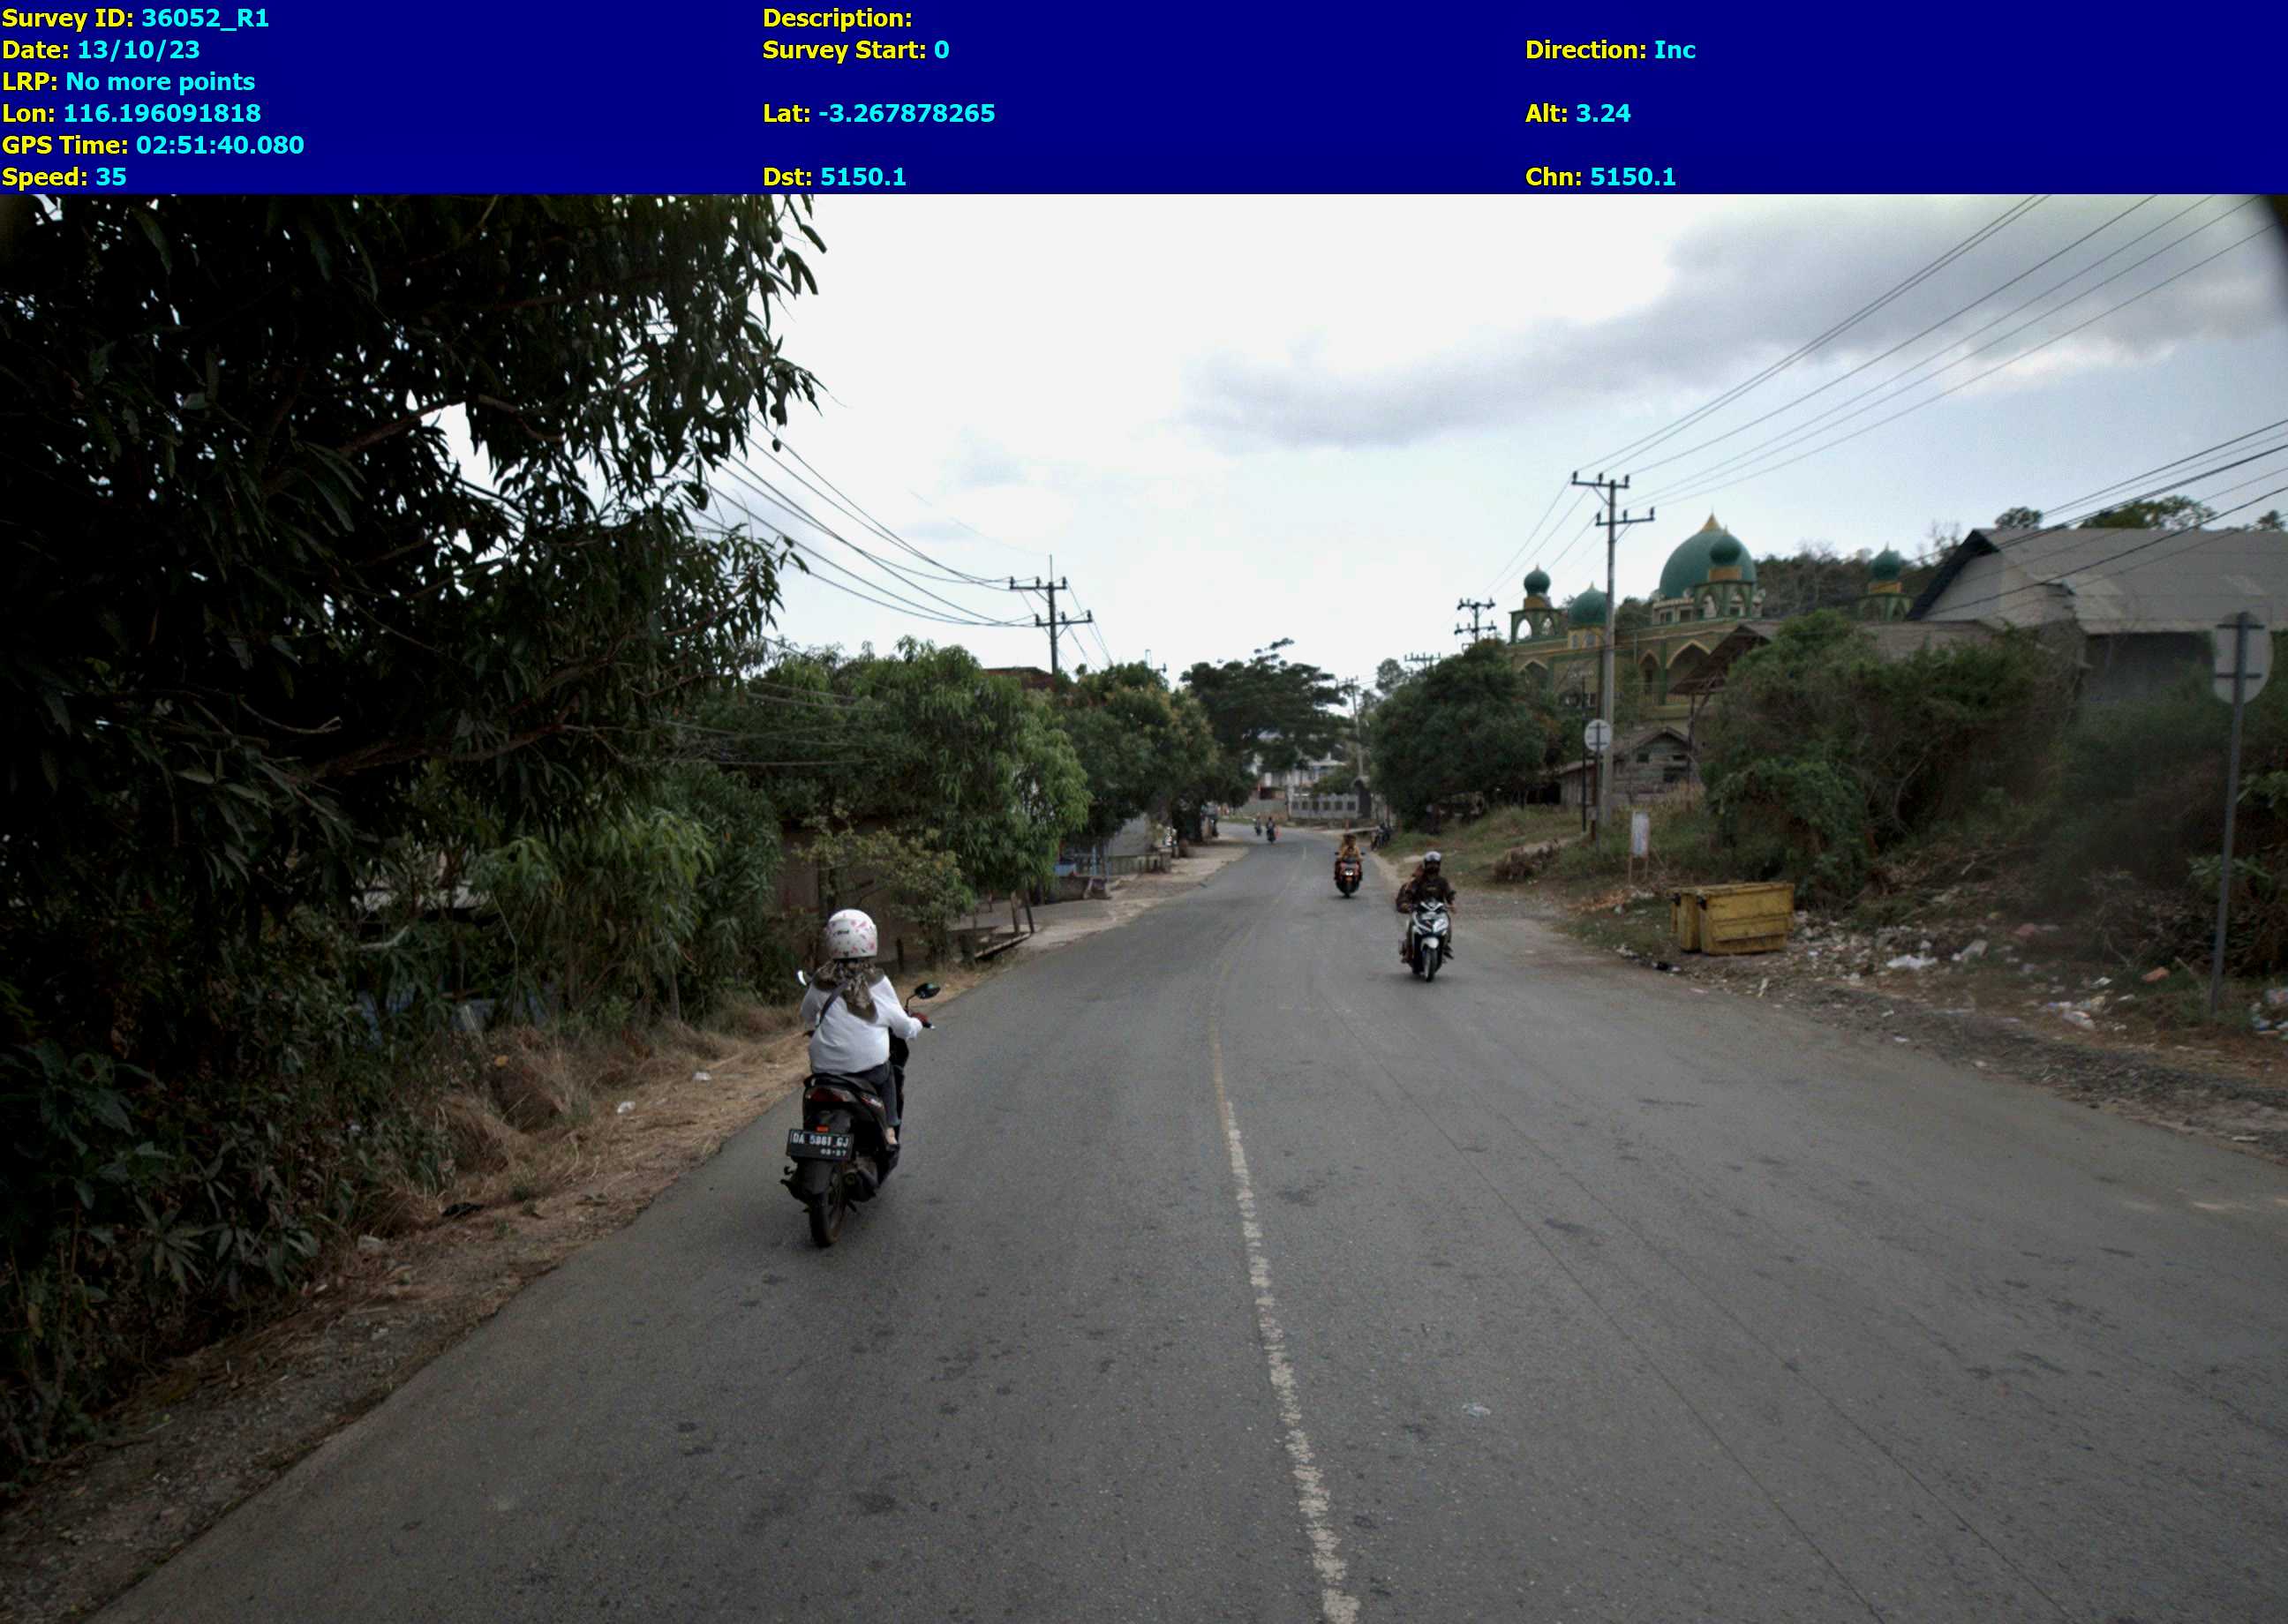 Survey ID: 36052_R1
Description:
Date: 13/10/23
Survey Start: 0
Direction: Inc
LRP: No more points
Lon: 116.196091818
Lat: -3.267878265
Alt: 3.24
GPS Time: 02:51:40.080
Speed: 35
Dst: 5150.1
Chn: 5150.1